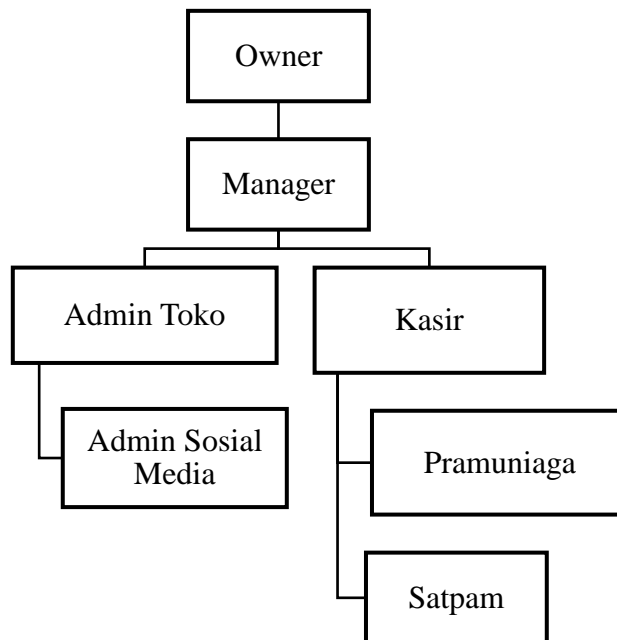 Owner
Manager
Admin Toko
Kasir
Admin Sosial
Media
Pramuniaga
Satpam